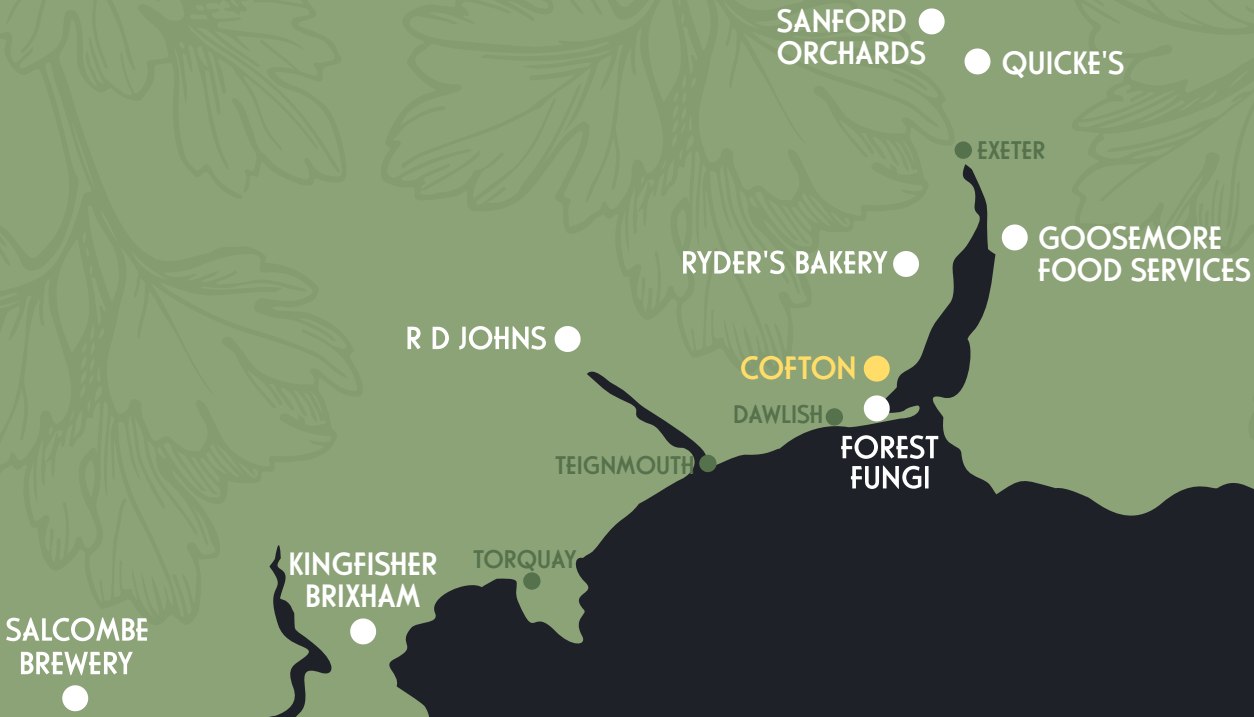 SANFORD
ORCHARDS
QUICKE'S
EXETER
GOOSEMORE
FOOD SERVICES
RYDER'S BAKERY
R D JOHNS
COFTON
DAWLISH
FOREST
FUNGI
TEIGNMOUTH
TORQUAY
KINGFISHER
BRIXHAM
SALCOMBE
BREWERY